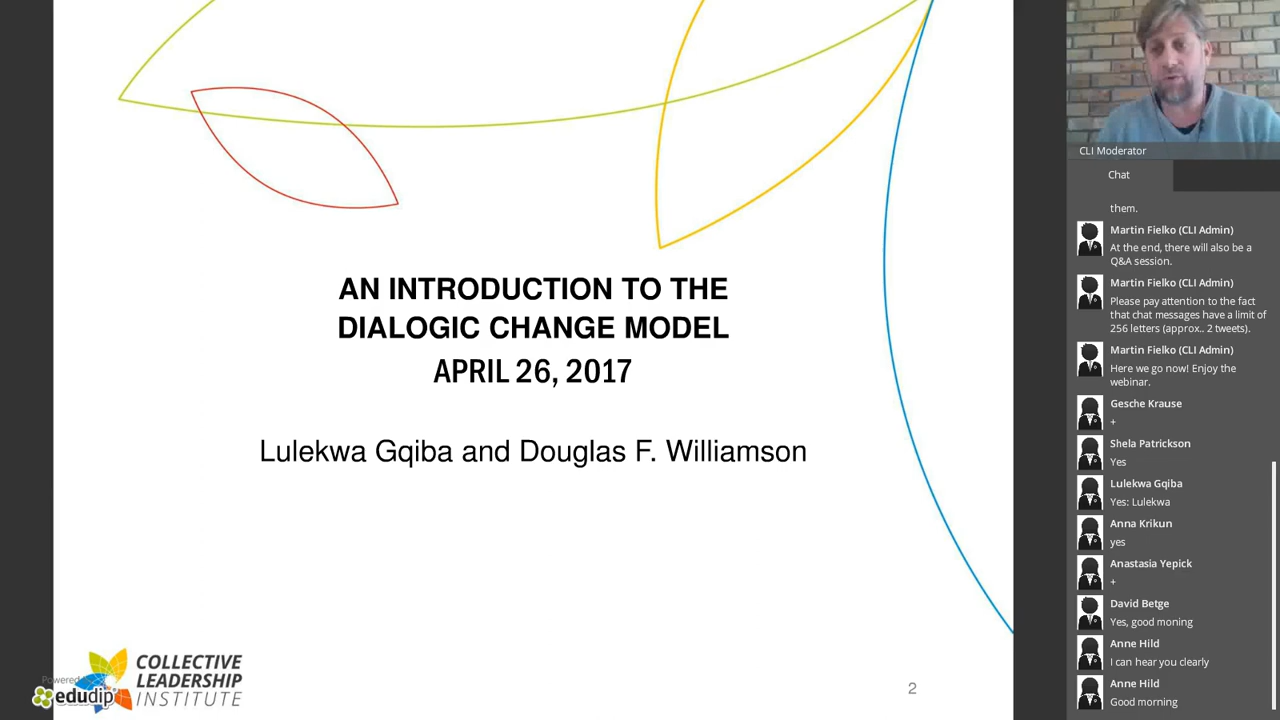 AN INTRODUCTION TO THE
DIALOGIC CHANGE MODEL
APRIL 26, 2017
Lulekwa Gqiba and Douglas F. Williamson
COLLECTIVE
LEADERSHIP
INSTITUTE
Powered
edudip
2
CLI Moderator
Chat
them.
Martin Fielko (CLI Admin)
At the end, there will also be a
Q&A session.
Martin Fielko (CLI Admin)
Please pay attention to the fact
that chat messages have a limit of
256 letters (approx.. 2 tweets).
Martin Fielko (CLI Admin)
Here we go now! Enjoy the
webinar.
Gesche Krause
+
Shela Patrickson
Yes
Lulekwa Gqiba
Yes: Lulekwa
Anna Krikun
yes
Anastasia Yepick
+
David Betge
Yes, good moning
Anne Hild
I can hear you clearly
Anne Hild
Good morning